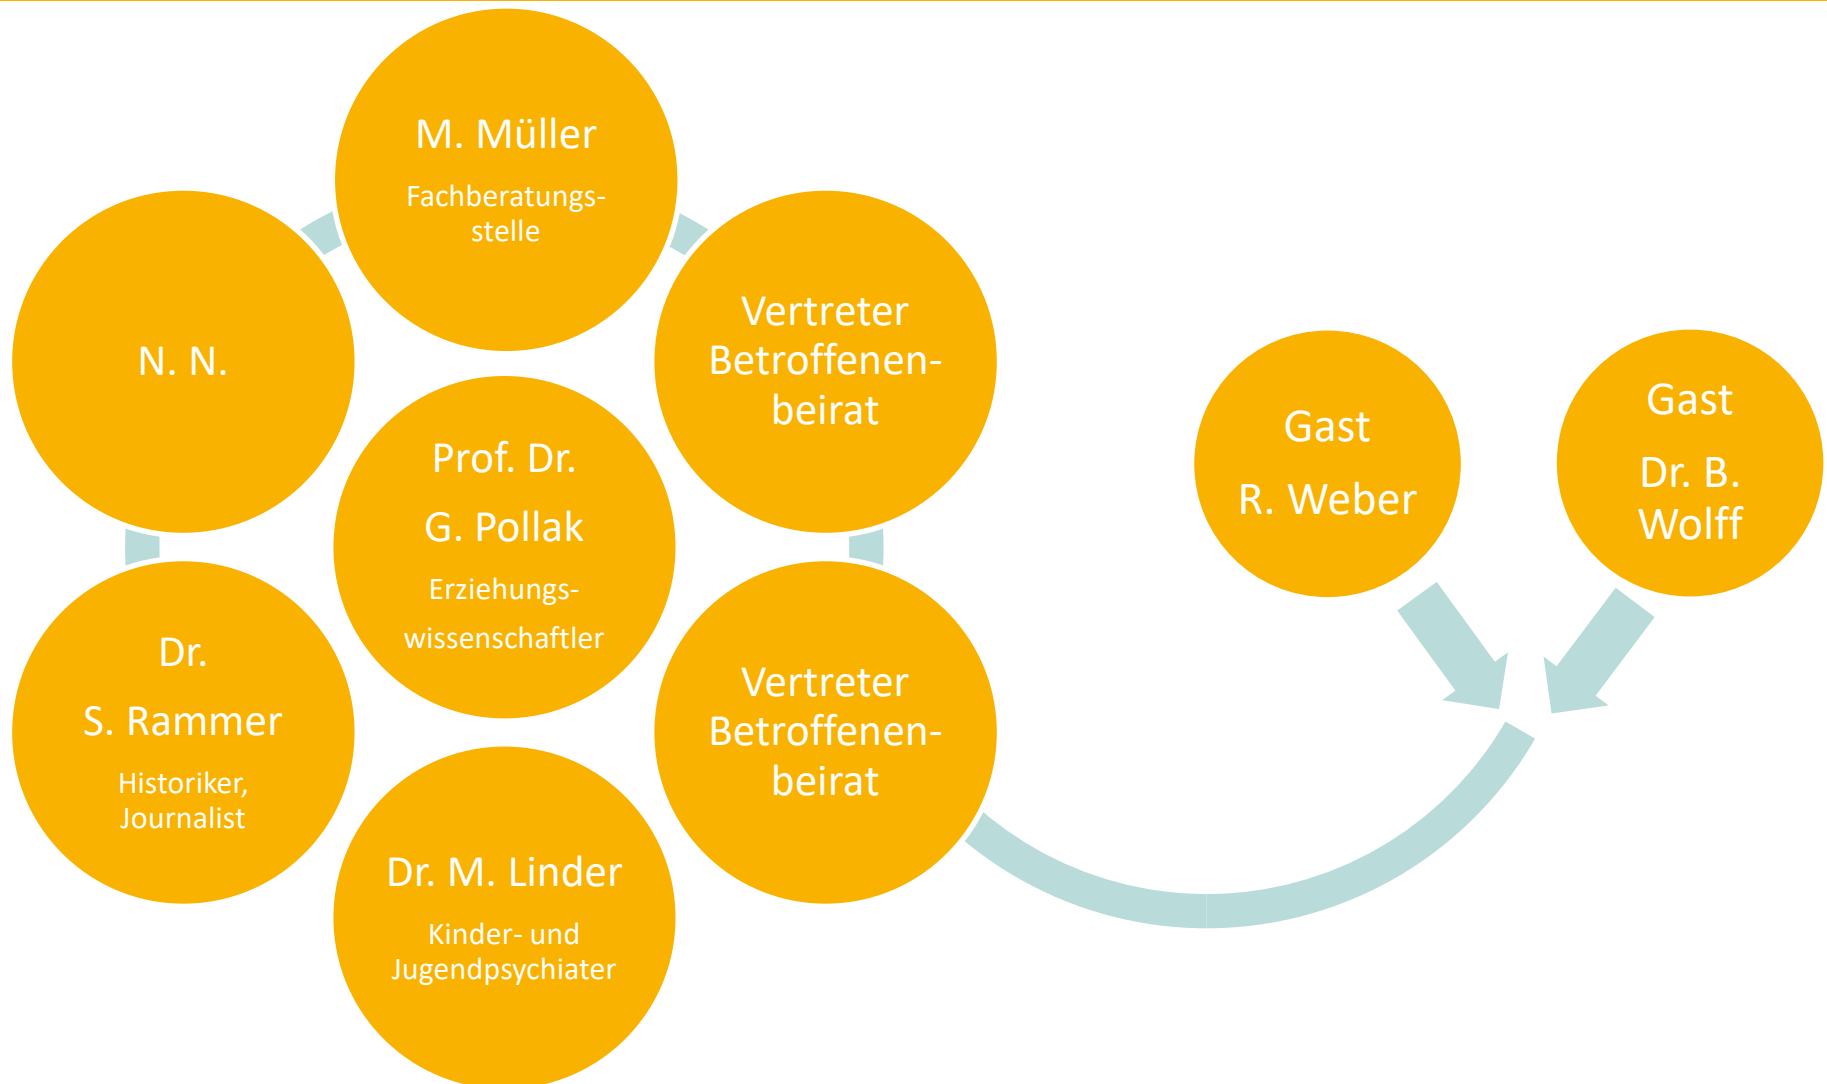 M. Müller
Fachberatungs-
stelle
N. N.
Vertreter
Betroffenen-
beirat
Prof. Dr.
G. Pollak
Erziehungs-
wissenschaftler
Dr.
S. Rammer
Historiker,
Journalist
Vertreter
Betroffenen-
beirat
Dr. M. Linder
Kinder- und
Jugendpsychiater
Gast
R. Weber
Gast
Dr. B.
Wolff